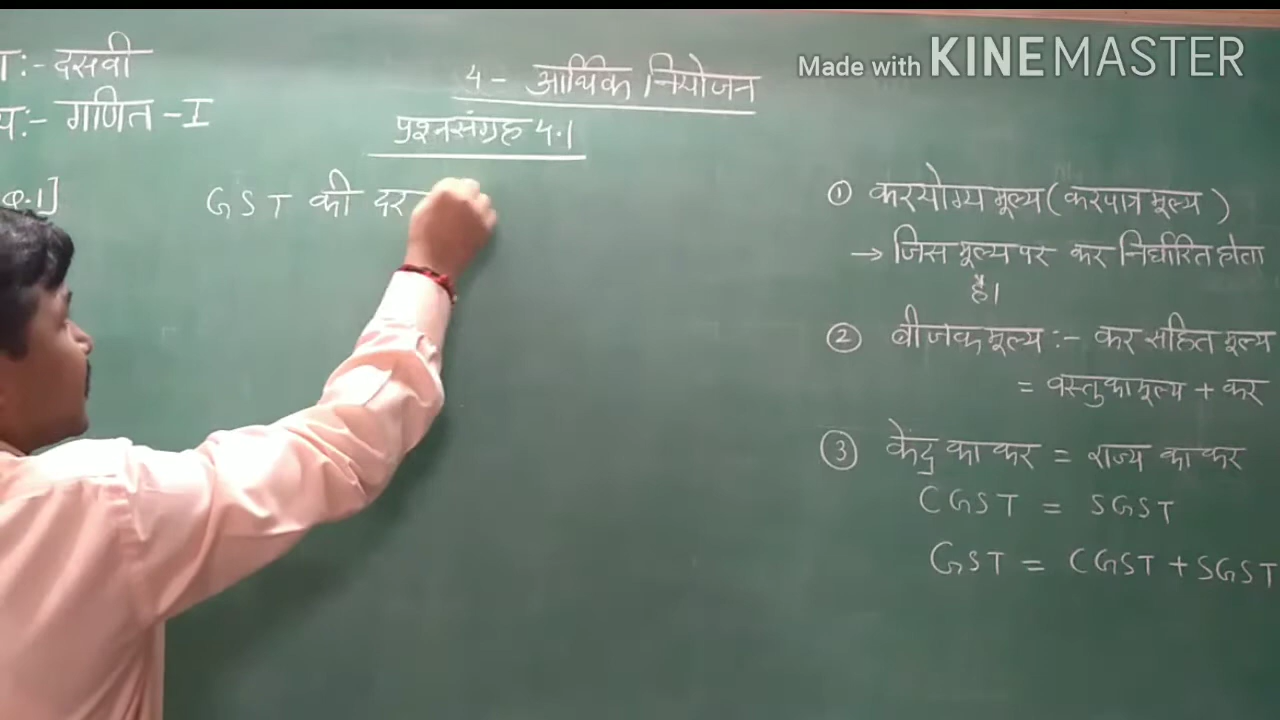 :- दसवी
4 - आर्थिक नियोजन
Made with KINEMASTER
:- गणित - I
प्रश्नसंग्रह 4.1
Q.1]
GST की दर
① करयोग्य मूल्य ( करपात्र मूल्य )
→ जिस मूल्य पर कर निर्धारित होता
है।
② बीजक मूल्य :- कर सहित मूल्य
= वस्तु का मूल्य + कर
③ केंद्र का कर = राज्य का कर
CGST = SGST
GST = CGST + SGST